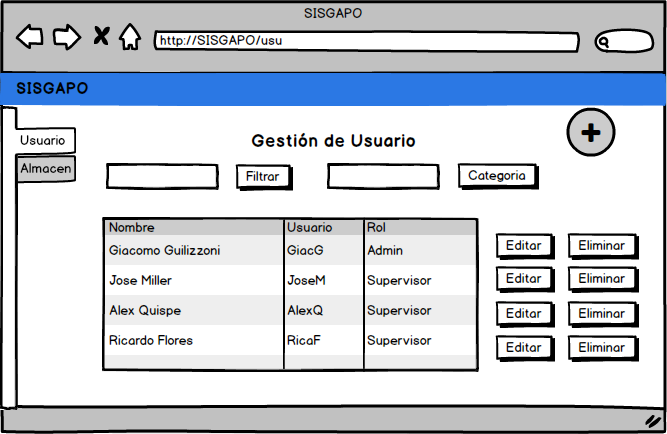 SISGAPO
http://SISGAPO/usu
SISGAPO
Usuario
Almacen
Gestión de Usuario
Filtrar
Categoria
Nombre Usuario Rol
Giacomo Guilizzoni GiacG Admin Editar Eliminar
Jose Miller JoseM Supervisor Editar Eliminar
Alex Quispe AlexQ Supervisor Editar Eliminar
Ricardo Flores RicaF Supervisor Editar Eliminar